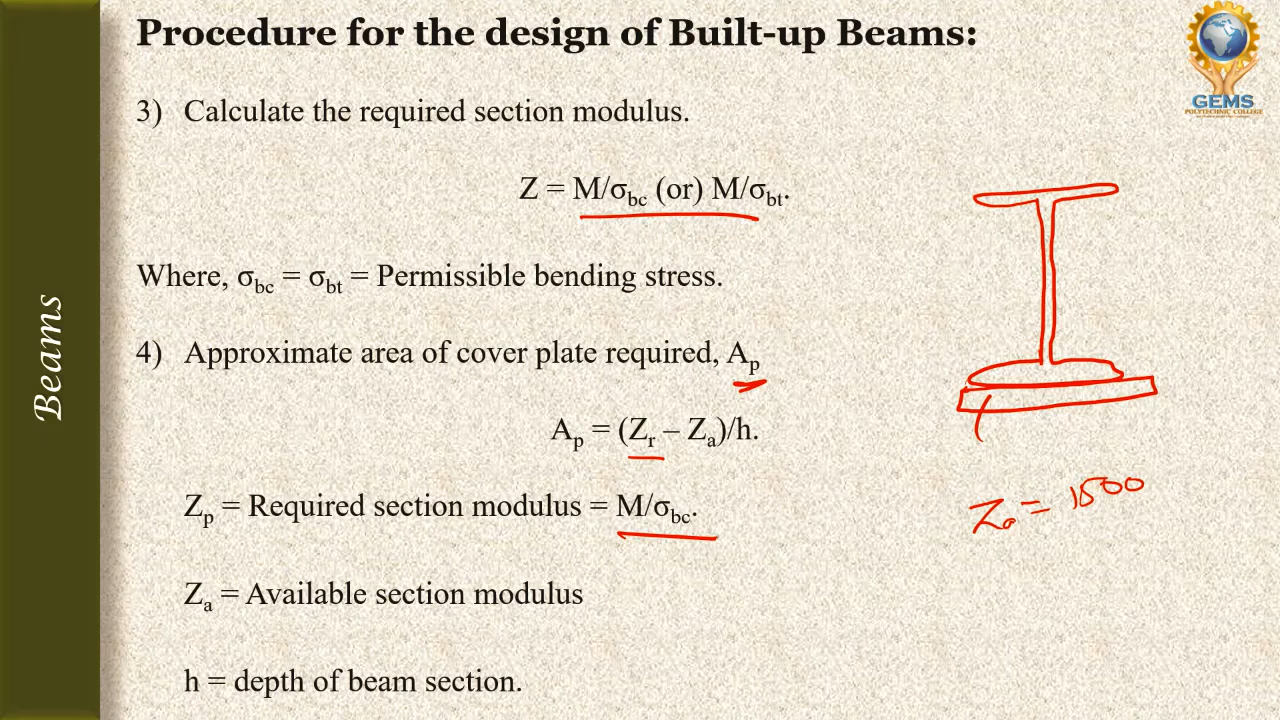 Procedure for the design of Built-up Beams:
GEMS
POLYTECHNIC COLLEGE
3) Calculate the required section modulus.
Z = M/σbc (or) M/σbt.
Where, σbc = σbt = Permissible bending stress.
4) Approximate area of cover plate required, Ap
Ap = (Zr – Za)/h.
Zp = Required section modulus = M/σbc.
Za = 1500
Za = Available section modulus
h = depth of beam section.
Beams